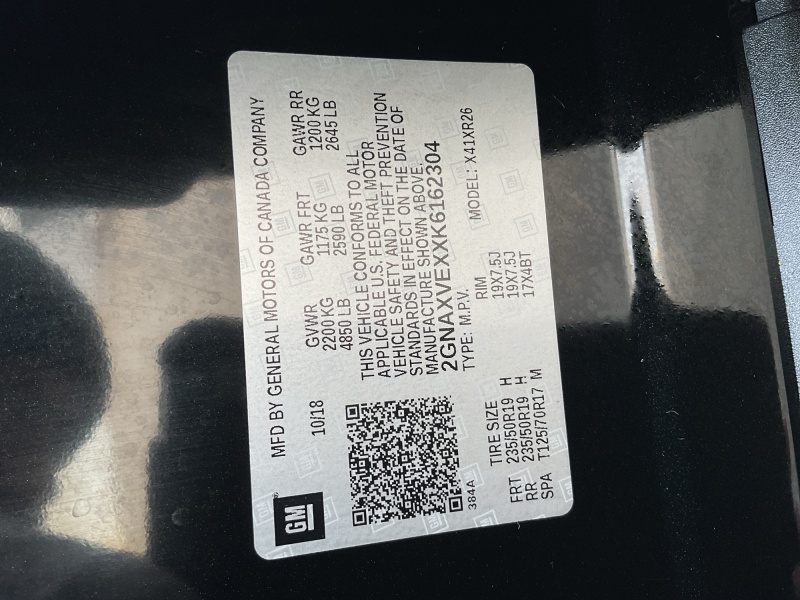 GM
MFD BY GENERAL MOTORS OF CANADA COMPANY
10/18
GVWR GAWR FRT GAWR RR
2200 KG 1175 KG 1200 KG
4850 LB 2590 LB 2645 LB
THIS VEHICLE CONFORMS TO ALL
APPLICABLE U.S. FEDERAL MOTOR
VEHICLE SAFETY AND THEFT PREVENTION
STANDARDS IN EFFECT ON THE DATE OF
MANUFACTURE SHOWN ABOVE.
2GNAXVEXXK6162304
384A
TYPE: M.P.V. MODEL: X41XR26
TIRE SIZE RIM
FRT 235/50R19 H 19X7.5J
RR 235/50R19 H 19X7.5J
SPA T125/70R17 M 17X4BT